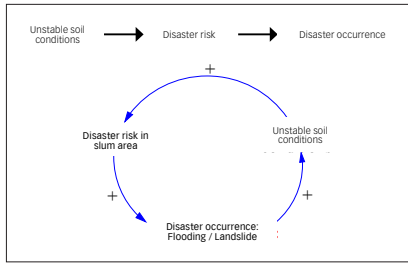 Unstable soil
conditions
Disaster risk
Disaster occurrence
+
Disaster risk in
slum area
Unstable soil
conditions
+
+
Disaster occurrence:
Flooding / Landslide